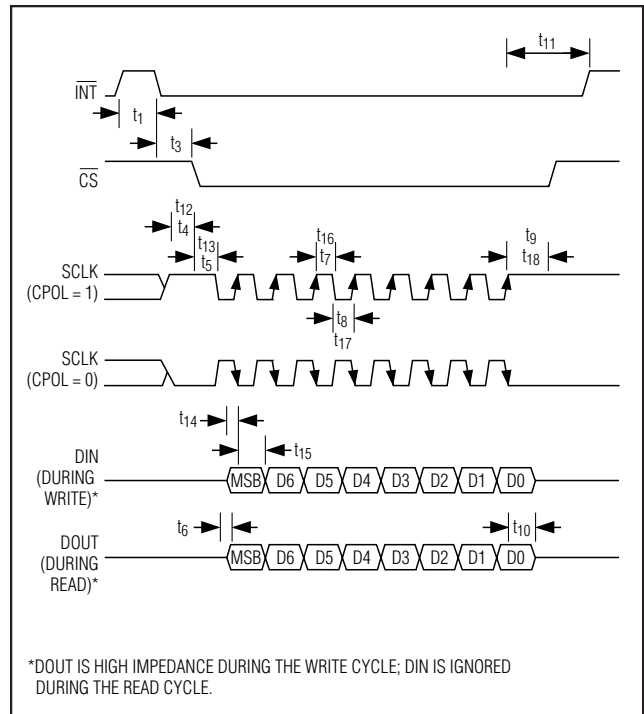 t11
INT
t1
t3
CS
t12
t4
t13
t5
t16
t7
t9
t18
SCLK
(CPOL = 1)
t8
t17
SCLK
(CPOL = 0)
t14
t15
DIN
(DURING
WRITE)*
MSB D6 D5 D4 D3 D2 D1 D0
t6
t10
DOUT
(DURING
READ)*
MSB D6 D5 D4 D3 D2 D1 D0
*DOUT IS HIGH IMPEDANCE DURING THE WRITE CYCLE; DIN IS IGNORED
DURING THE READ CYCLE.